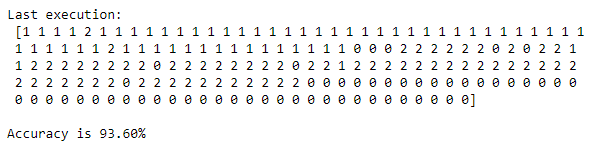 Last execution:
[1 1 1 1 2 1 1 1 1 1 1 1 1 1 1 1 1 1 1 1 1 1 1 1 1 1 1 1 1 1 1 1 1 1 1 1 1
1 1 1 1 1 1 2 1 1 1 1 1 1 1 1 1 1 1 1 1 1 1 0 0 0 2 2 2 2 2 2 0 2 0 2 2 1
1 2 2 2 2 2 2 2 2 0 2 2 2 2 2 2 2 2 0 2 2 1 2 2 2 2 2 2 2 2 2 2 2 2 2 2 2
2 2 2 2 2 2 2 0 2 2 2 2 2 2 2 2 2 2 2 0 0 0 0 0 0 0 0 0 0 0 0 0 0 0 0 0 0
0 0 0 0 0 0 0 0 0 0 0 0 0 0 0 0 0 0 0 0 0 0 0 0 0 0 0 0 0 0]
Accuracy is 93.60%